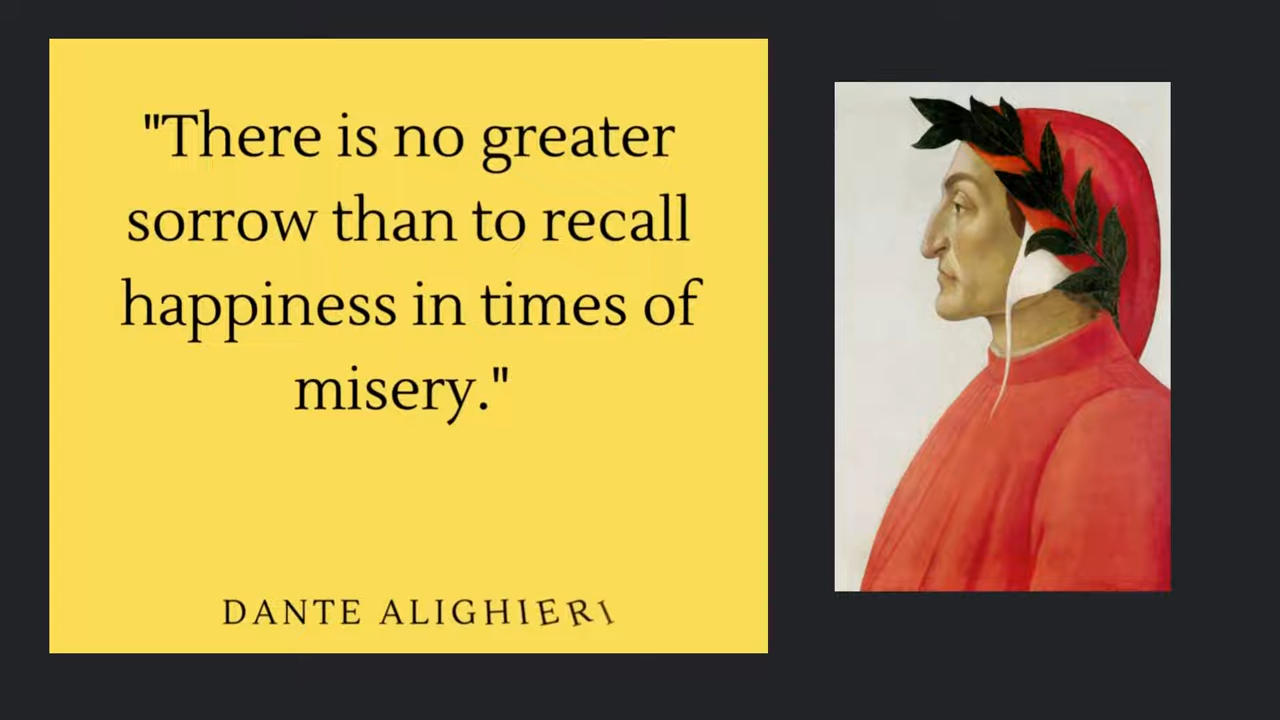 "There is no greater
sorrow than to recall
happiness in times of
misery."
DANTE ALIGHIERI